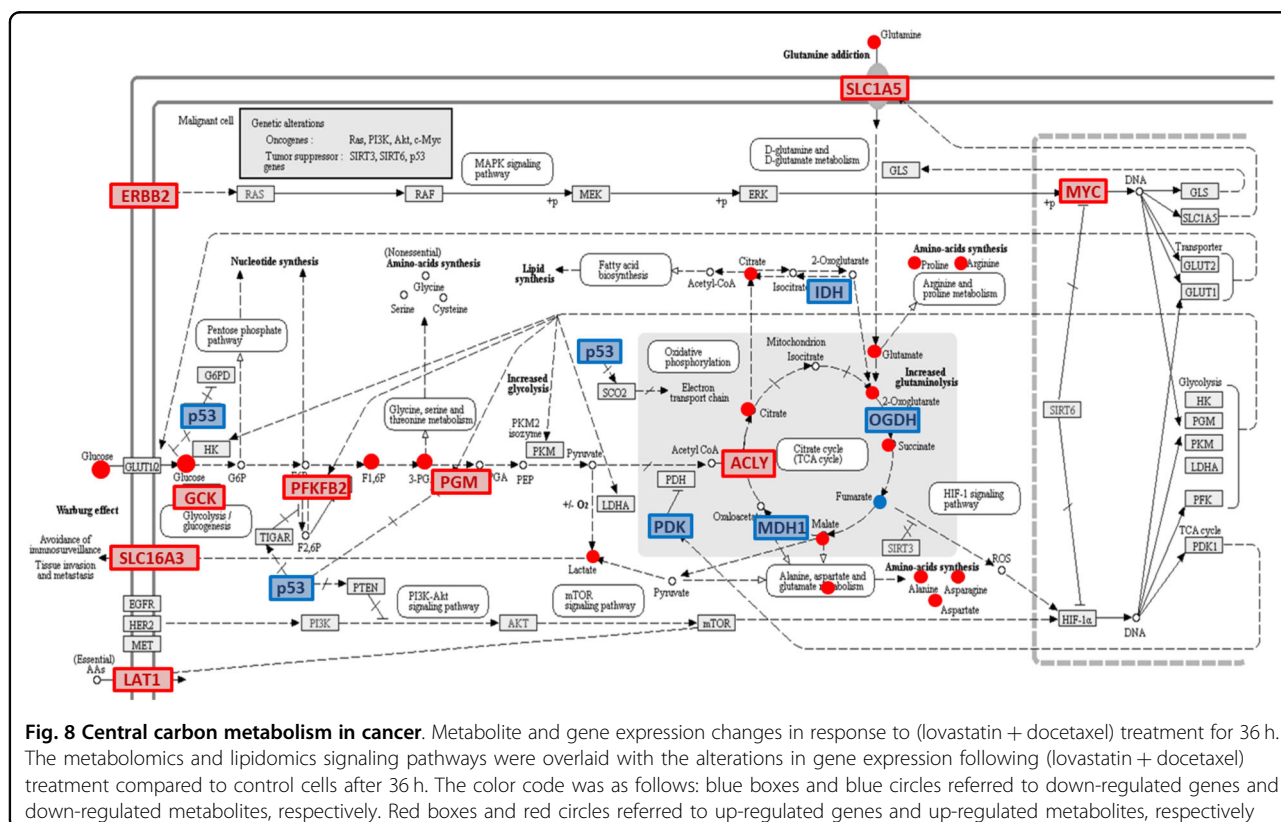 Glutamine
Glutamine addiction
SLC1A5
Malignant cell
Genetic alterations
Oncogenes : Ras, PI3K, Akt, c-Myc
Tumor suppressor : SIRT3, SIRT6, p53
genes
MAPK signaling
pathway
D-glutamine and
D-glutamate metabolism
GLS
ERBB2
RAS
RAF
+p
MEK
+p
ERK
+p
MYC
DNA
GLS
SLC1A5
Transporter
GLUT2
GLUT1
Nucleotide synthesis
(Nonessential)
Amino-acids synthesis
Glycine
Serine
Cysteine
Lipid
synthesis
Fatty acid
biosynthesis
Acetyl-CoA
Citrate
Isocitrate
2-Oxoglutarate
IDH
Amino-acids synthesis
Proline
Arginine
Arginine and
proline metabolism
Pentose phosphate
pathway
G6PD
p53
HK
Glycine, serine and
threonine metabolism
Increased
glycolysis
PKM2
isozyme
PKM
p53
SCO2
Oxidative
phosphorylation
Electron
transport chain
Mitochondrion
Isocitrate
Glutamate
Increased
glutaminolysis
2-Oxoglutarate
OGDH
Citrate
Succinate
SIRT6
Glycolysis
HK
PGM
PKM
LDHA
PFK
TCA cycle
PDK1
Glucose
Glucose
G6P
F1,6P
3-PG
PEP
Pyruvate
Acetyl CoA
ACLY
Citrate cycle
(TCA cycle)
GCK
PFKFB2
PGM
Glycolysis /
glucogenesis
Warburg effect
+/- O₂
LDHA
PDH
PDK
Oxaloacetate
MDH1
Malate
Fumarate
HIF-1 signaling
pathway
SIRT3
ROS
TIGAR
F2,6P
Avoidance of
immosurveillance
Tissue invasion
and metastasis
SLC16A3
p53
PTEN
Lactate
Pyruvate
Alanine, aspartate and
glutamate metabolism
Amino-acids synthesis
Alanine
Asparagine
Aspartate
EGFR
HER2
MET
PI3K
PI3K-Akt
signaling pathway
AKT
mTOR
signaling pathway
mTOR
HIF-1α
DNA
(Essential)
AAs
LAT1
Fig. 8 Central carbon metabolism in cancer. Metabolite and gene expression changes in response to (lovastatin + docetaxel) treatment for 36 h.
The metabolomics and lipidomics signaling pathways were overlaid with the alterations in gene expression following (lovastatin + docetaxel)
treatment compared to control cells after 36 h. The color code was as follows: blue boxes and blue circles referred to down-regulated genes and
down-regulated metabolites, respectively. Red boxes and red circles referred to up-regulated genes and up-regulated metabolites, respectively